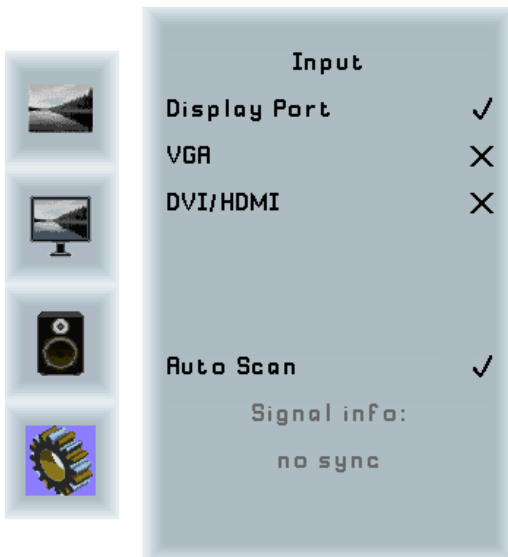 Input
Display Port ✓
VGA ✕
DVI/HDMI ✕
Auto Scan ✓
Signal info:
no sync